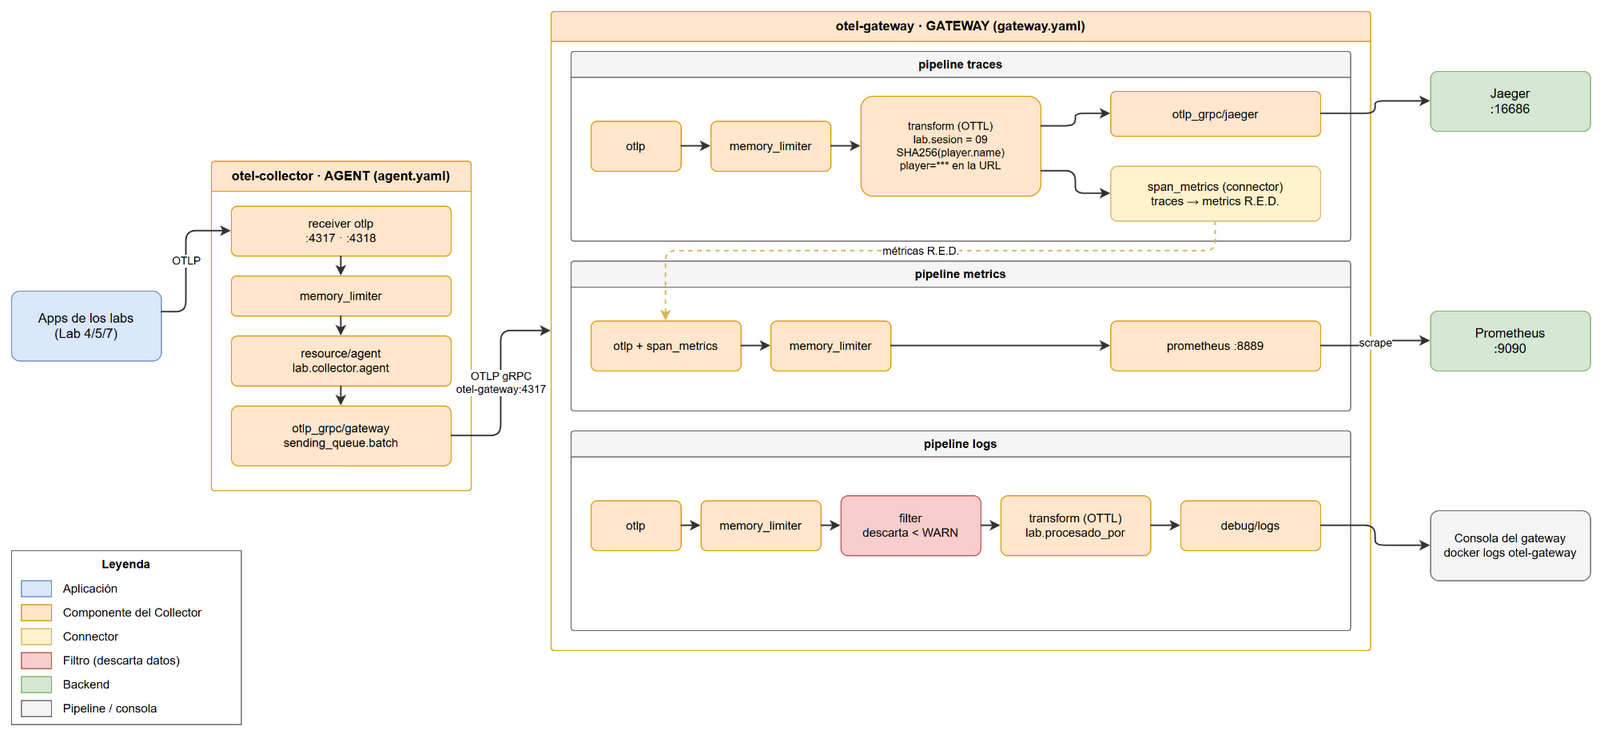 otel-gateway · GATEWAY (gateway.yaml)
pipeline traces
otlp
memory_limiter
transform (OTTL)
lab.sesion = 09
SHA256(player.name)
player=*** en la URL
otlp_grpc/jaeger
span_metrics (connector)
traces → metrics R.E.D.
Jaeger
:16686
otel-collector · AGENT (agent.yaml)
receiver otlp
:4317 · :4318
memory_limiter
resource/agent
lab.collector.agent
otlp_grpc/gateway
sending_queue.batch
OTLP
Apps de los labs
(Lab 4/5/7)
OTLP gRPC
otel-gateway:4317
métricas R.E.D.
pipeline metrics
otlp + span_metrics
memory_limiter
prometheus :8889
scrape
Prometheus
:9090
pipeline logs
otlp
memory_limiter
filter
descarta < WARN
transform (OTTL)
lab.procesado_por
debug/logs
Consola del gateway
docker logs otel-gateway
Leyenda
Aplicación
Componente del Collector
Connector
Filtro (descarta datos)
Backend
Pipeline / consola